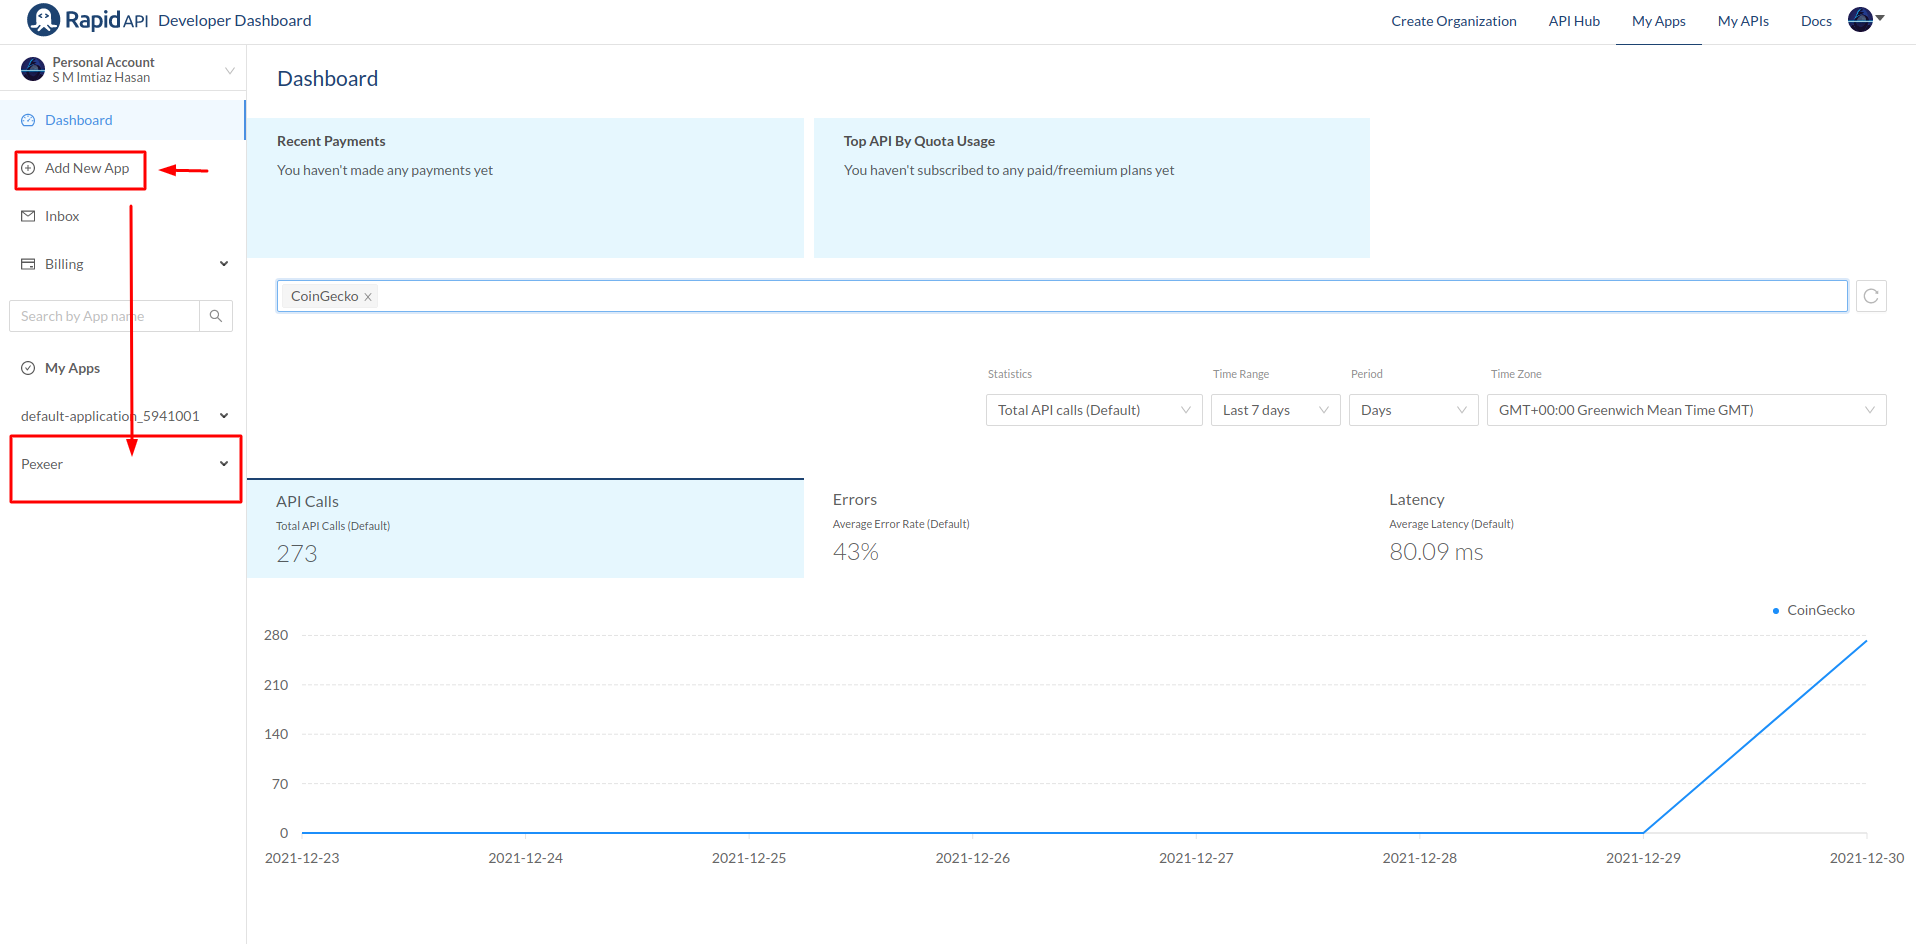 RapidAPI Developer Dashboard
Create Organization
API Hub
My Apps
My APIs
Docs
Personal Account
S M Imtiaz Hasan
Dashboard
Add New App
Inbox
Billing
Search by App name
My Apps
default-application_5941001
Pexeer
Dashboard
Recent Payments
You haven't made any payments yet
Top API By Quota Usage
You haven't subscribed to any paid/freemium plans yet
CoinGecko
Statistics
Total API calls (Default)
Time Range
Last 7 days
Period
Days
Time Zone
GMT+00:00 Greenwich Mean Time GMT)
API Calls
Total API Calls (Default)
273
Errors
Average Error Rate (Default)
43%
Latency
Average Latency (Default)
80.09 ms
CoinGecko
280
210
140
70
0
2021-12-23
2021-12-24
2021-12-25
2021-12-26
2021-12-27
2021-12-28
2021-12-29
2021-12-30